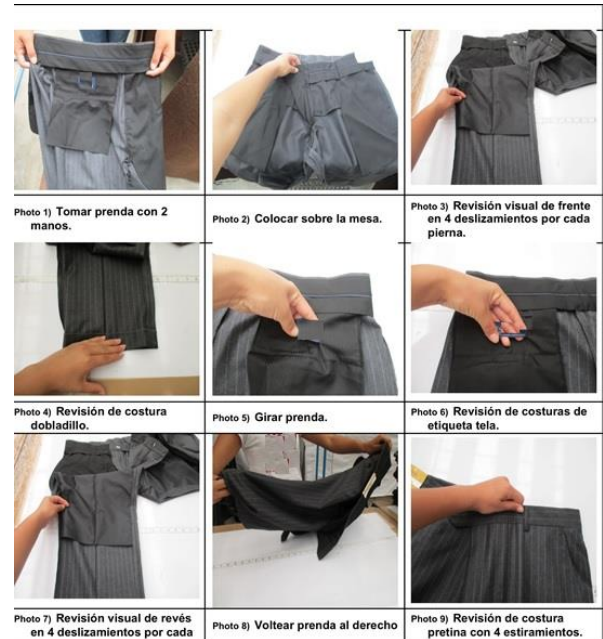 Photo 1) Tomar prenda con 2
manos.
Photo 2) Colocar sobre la mesa.
Photo 3) Revisión visual de frente
en 4 deslizamientos por cada
pierna.
Photo 4) Revisión de costura
dobladillo.
Photo 5) Girar prenda.
Photo 6) Revisión de costuras de
etiqueta tela.
Photo 7) Revisión visual de revés
en 4 deslizamientos por cada
Photo 8) Voltear prenda al derecho
Photo 9) Revisión de costura
pretina con 4 estiramientos.